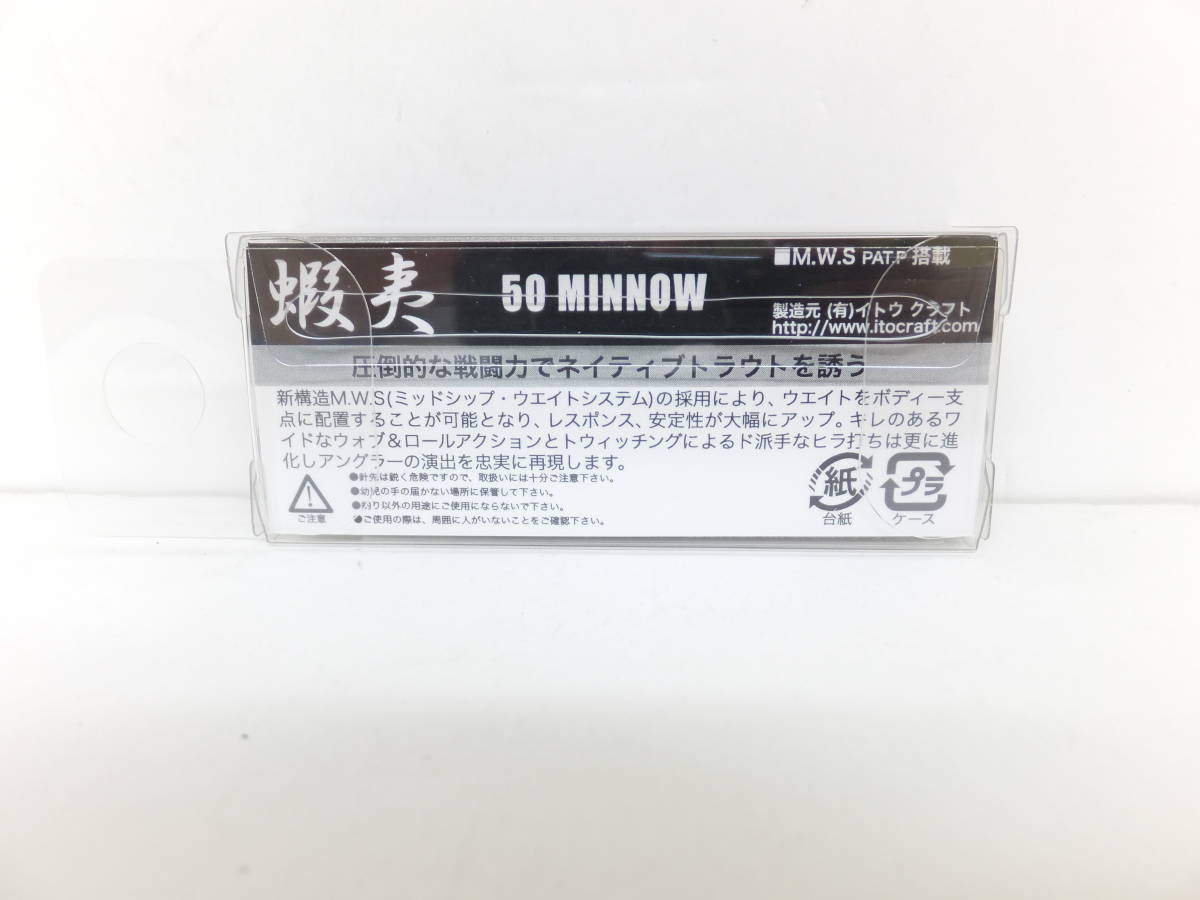 蝦夷
50 MINNOW
■M.W.S PAT.P 搭載
製造元 (有)イトウ クラフト
http://www.itocraft.com
圧倒的な戦闘力でネイティブトラウトを誘う
新構造M.W.S(ミッドシップ・ウエイトシステム)の採用により、ウエイトをボディー支
点に配置することが可能となり、レスポンス、安定性が大幅にアップ。キレのあるワ
イドなウォブ&ロールアクションとトウィッチングによるド派手なヒラ打ちは更に進
化しアングラーの演出を忠実に再現します。
ご注意
●針先は鋭く危険ですので、取扱いには十分ご注意下さい。
●幼児の手の届かない場所に保管して下さい。
●釣り以外の用途にご使用にならないで下さい。
●ご使用の際は、周囲に人がいないことをご確認下さい。
紙
台紙
プラ
ケース